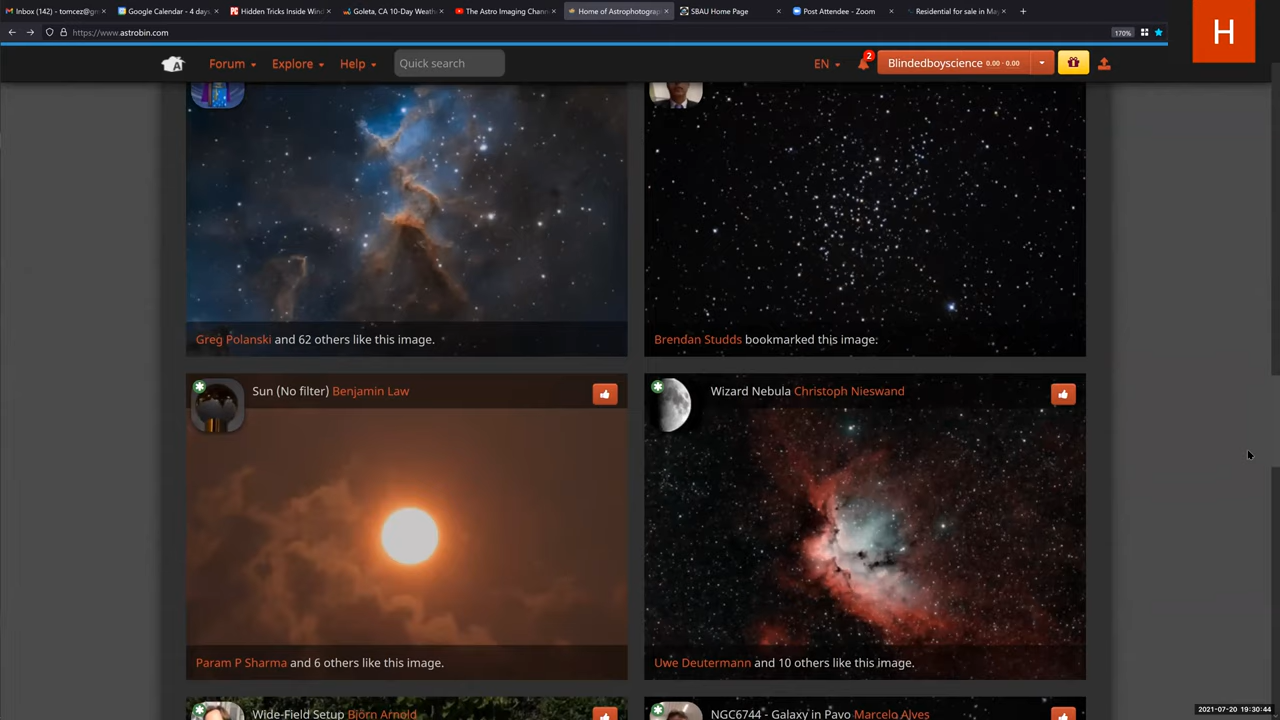 Inbox (142) - tomcez@gm
Google Calendar - 4 days
Hidden Tricks Inside Win
Goleta, CA 10-Day Weath
The Astro Imaging Chann
Home of Astrophotograp
SBAU Home Page
Post Attendee - Zoom
Residential for sale in Ma
https://www.astrobin.com
170%
H
Forum
Explore
Help
Quick search
EN
2
Blindedboyscience 0.00 - 0.00
Greg Polanski and 62 others like this image.
Brendan Studds bookmarked this image.
Sun (No filter) Benjamin Law
Wizard Nebula Christoph Nieswand
Param P Sharma and 6 others like this image.
Uwe Deutermann and 10 others like this image.
Wide-Field Setup Björn Arnold
NGC6744 - Galaxy in Pavo Marcelo Alves
2021-07-20 19:30:44